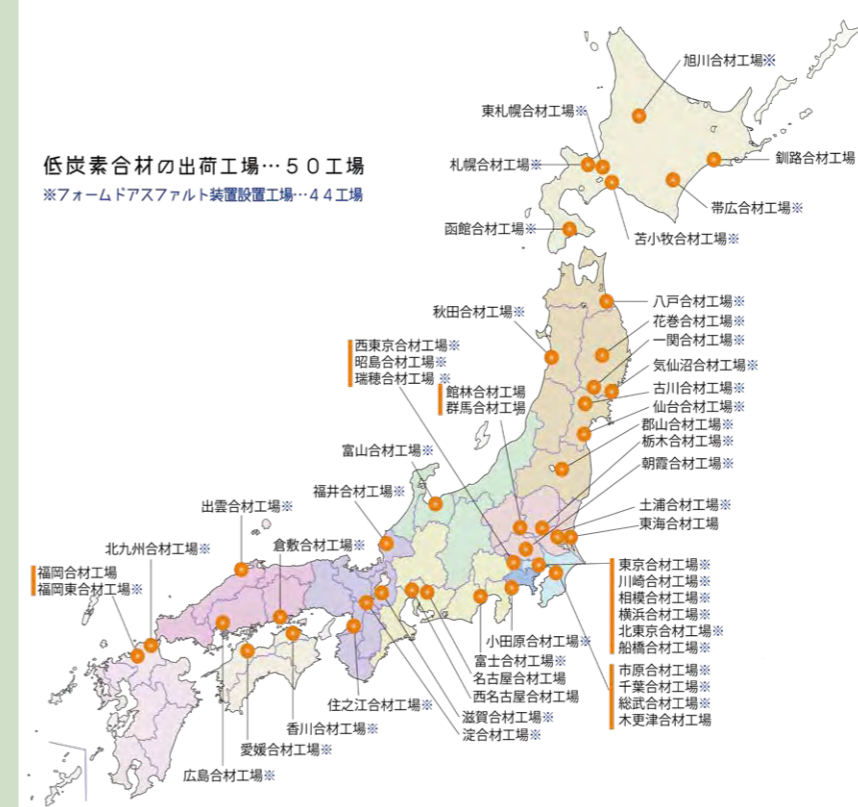 低炭素合材の出荷工場…50工場
※フォームドアスファルト装置設置工場…44工場
旭川合材工場※
東札幌合材工場※
札幌合材工場※
釧路合材工場
帯広合材工場※
函館合材工場※
苫小牧合材工場※
八戸合材工場※
秋田合材工場※
花巻合材工場※
一関合材工場※
気仙沼合材工場※
古川合材工場※
仙台合材工場※
郡山合材工場※
栃木合材工場※
朝霞合材工場※
西東京合材工場※
昭島合材工場※
瑞穂合材工場※
館林合材工場
群馬合材工場
富山合材工場※
福井合材工場※
土浦合材工場※
東海合材工場
出雲合材工場※
北九州合材工場※
倉敷合材工場※
福岡合材工場
福岡東合材工場※
東京合材工場※
川崎合材工場※
相模合材工場※
横浜合材工場※
北東京合材工場※
船橋合材工場※
小田原合材工場※
富士合材工場※
名古屋合材工場
西名古屋合材工場
市原合材工場※
千葉合材工場※
総武合材工場※
木更津合材工場
住之江合材工場※
滋賀合材工場※
淀合材工場※
香川合材工場※
愛媛合材工場※
広島合材工場※